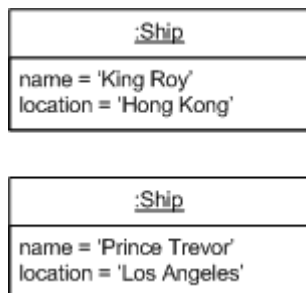 :Ship
name = 'King Roy'
location = 'Hong Kong'
:Ship
name = 'Prince Trevor'
location = 'Los Angeles'